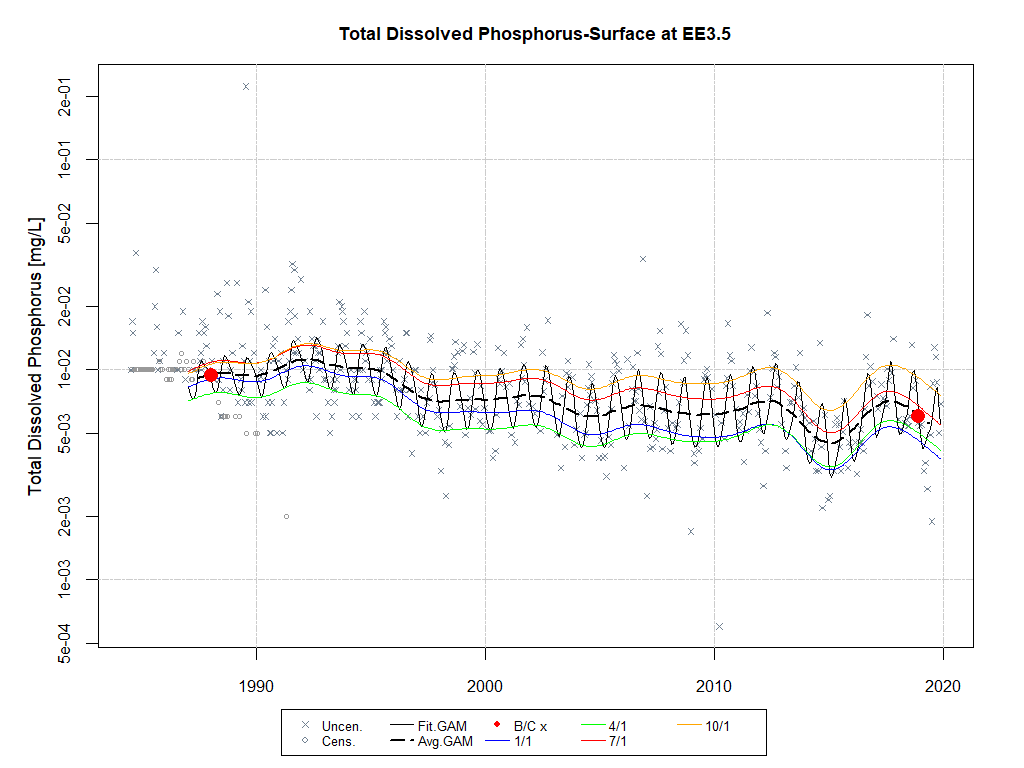 Total Dissolved Phosphorus-Surface at EE3.5
Total Dissolved Phosphorus [mg/L]
2e-01
1e-01
5e-02
2e-02
1e-02
5e-03
2e-03
1e-03
5e-04
1990 2000 2010 2020
Uncen. Fit.GAM B/C x 4/1 10/1
Cens. Avg.GAM 1/1 7/1